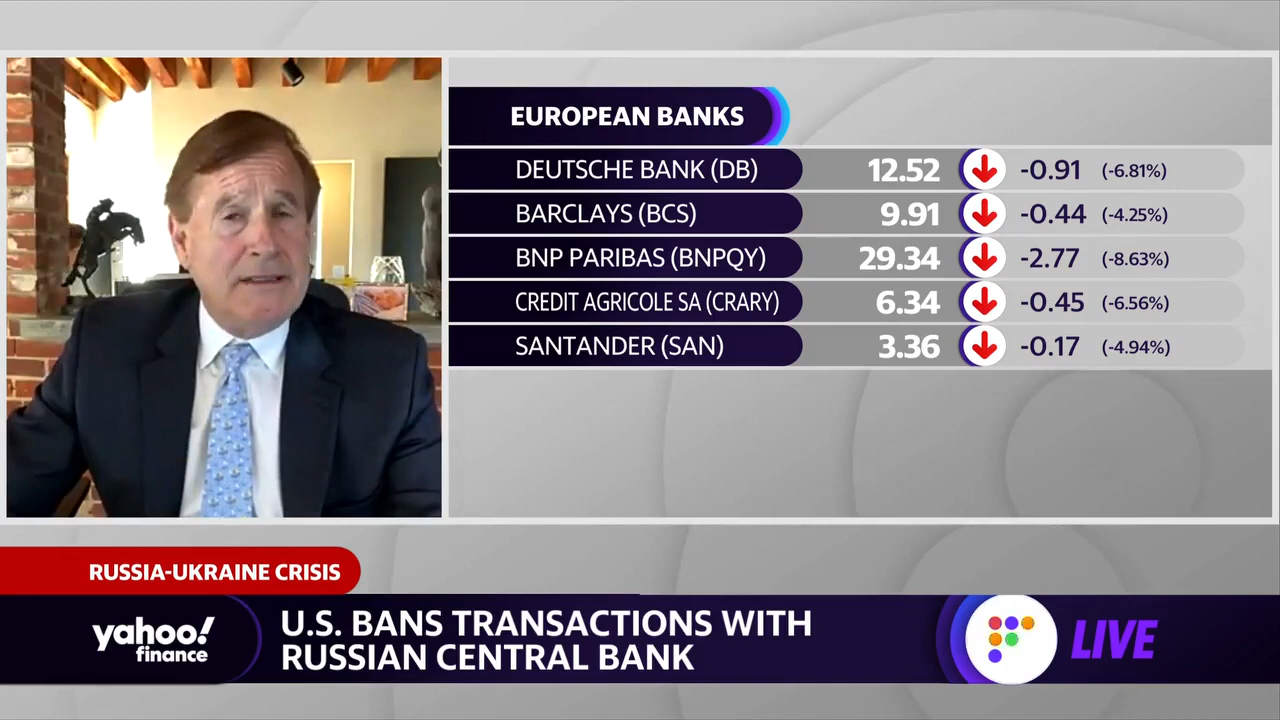 EUROPEAN BANKS
DEUTSCHE BANK (DB) 12.52 -0.91 (-6.81%)
BARCLAYS (BCS) 9.91 -0.44 (-4.25%)
BNP PARIBAS (BNPQY) 29.34 -2.77 (-8.63%)
CREDIT AGRICOLE SA (CRARY) 6.34 -0.45 (-6.56%)
SANTANDER (SAN) 3.36 -0.17 (-4.94%)
RUSSIA-UKRAINE CRISIS
yahoo!
finance
U.S. BANS TRANSACTIONS WITH
RUSSIAN CENTRAL BANK
LIVE